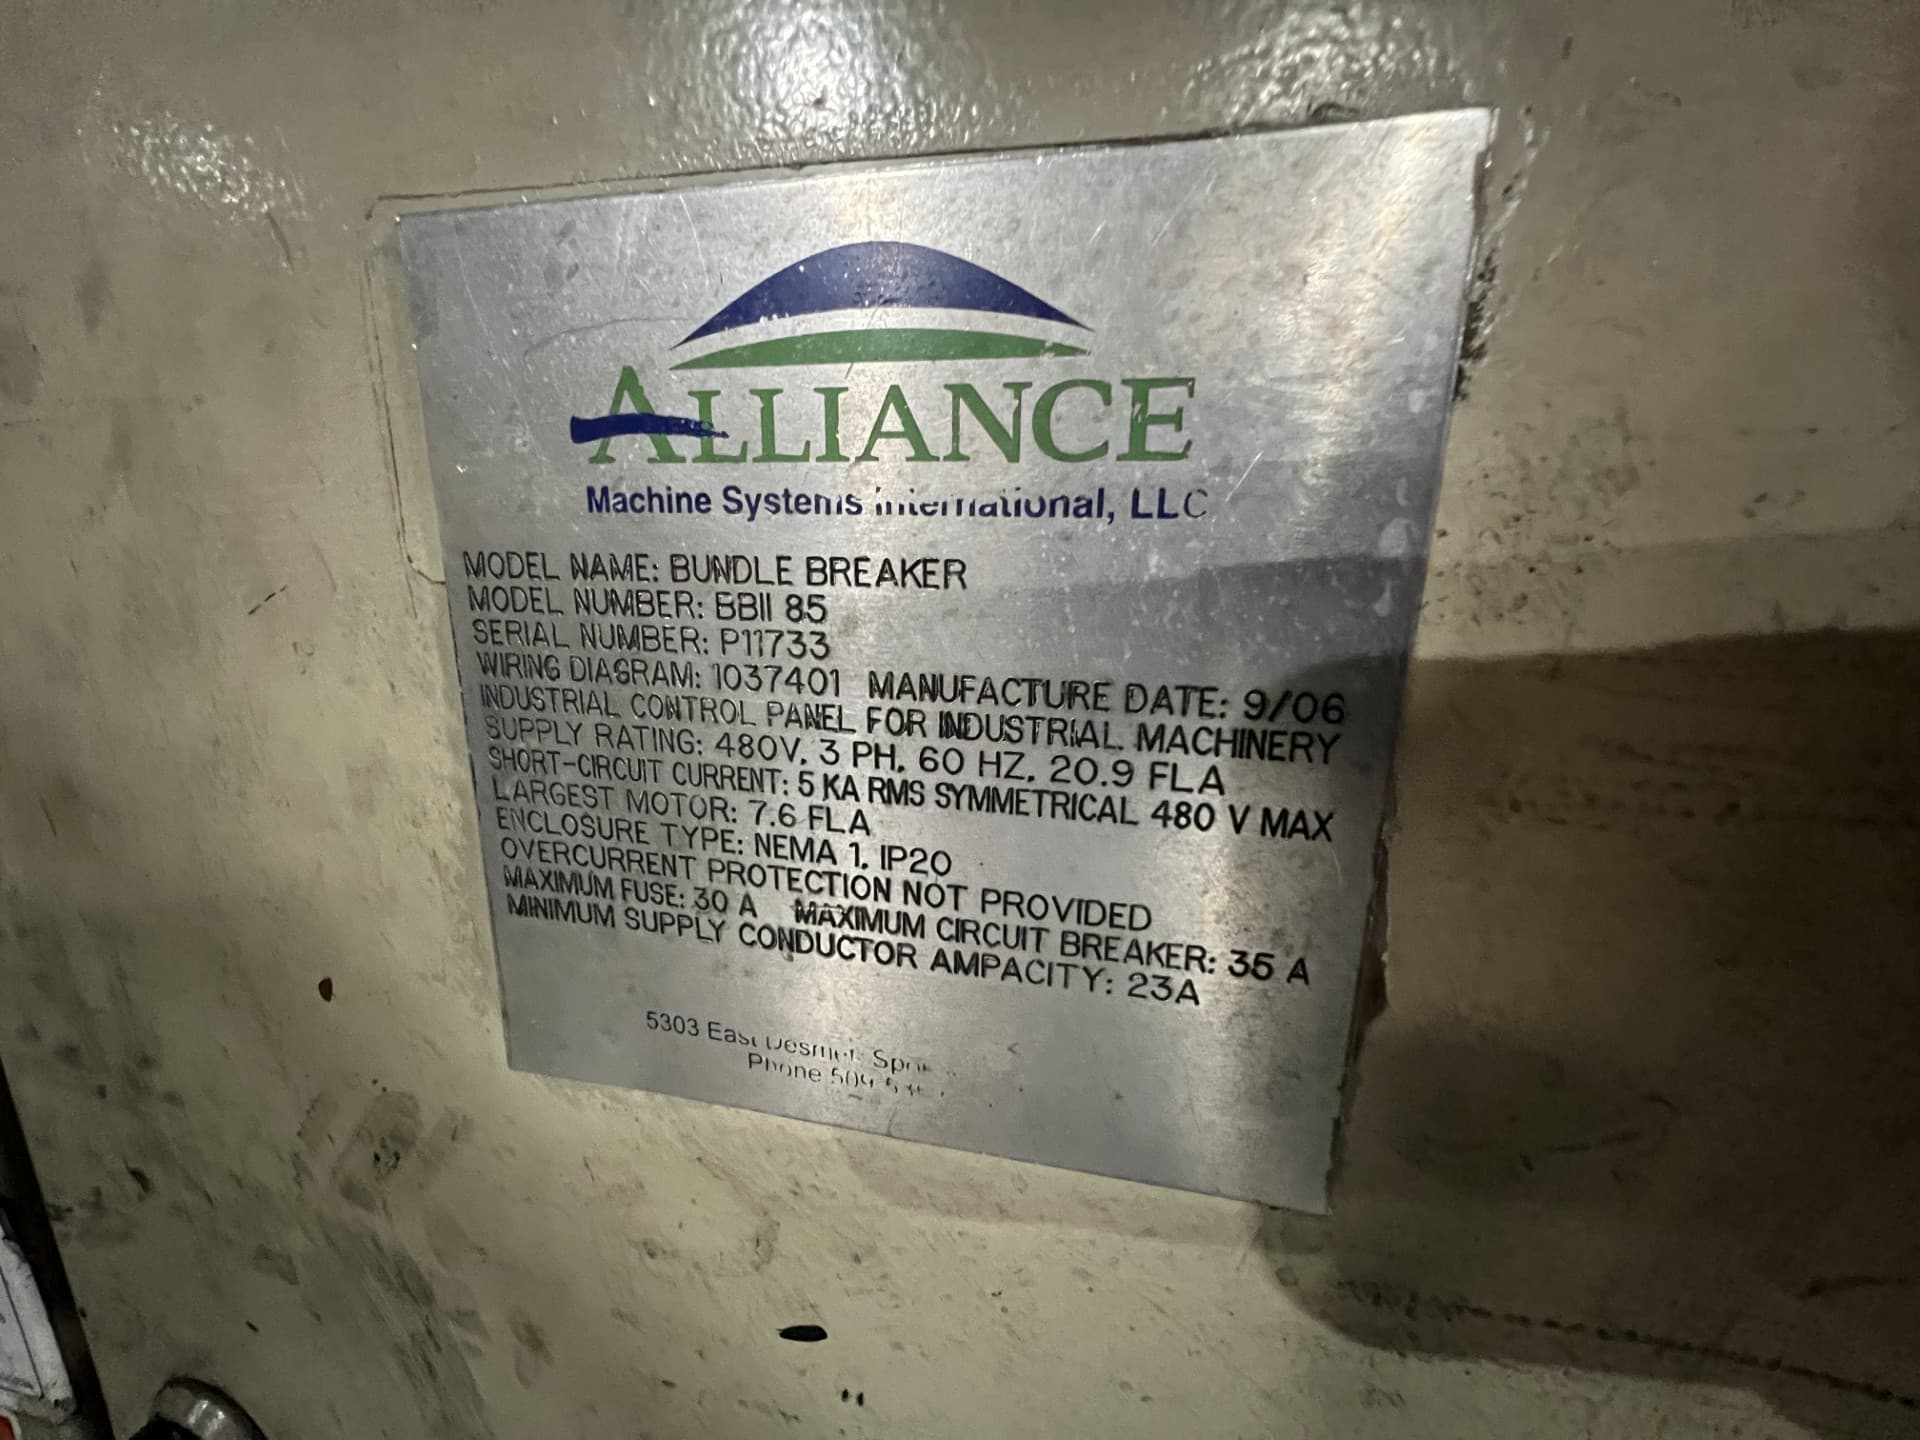 ALLIANCE
Machine Systems International, LLC
MODEL NAME: BUNDLE BREAKER
MODEL NUMBER: BBII 85
SERIAL NUMBER: P11733
WIRING DIAGRAM: 1037401 MANUFACTURE DATE: 9/06
INDUSTRIAL CONTROL PANEL FOR INDUSTRIAL MACHINERY
SUPPLY RATING: 480V, 3 PH, 60 HZ, 20.9 FLA
SHORT-CIRCUIT CURRENT: 5 KA RMS SYMMETRICAL 480 V MAX
LARGEST MOTOR: 7.6 FLA
ENCLOSURE TYPE: NEMA 1, IP20
OVERCURRENT PROTECTION NOT PROVIDED
MAXIMUM FUSE: 30 A MAXIMUM CIRCUIT BREAKER: 35 A
MINIMUM SUPPLY CONDUCTOR AMPACITY: 23A
5303 East
Phone 509